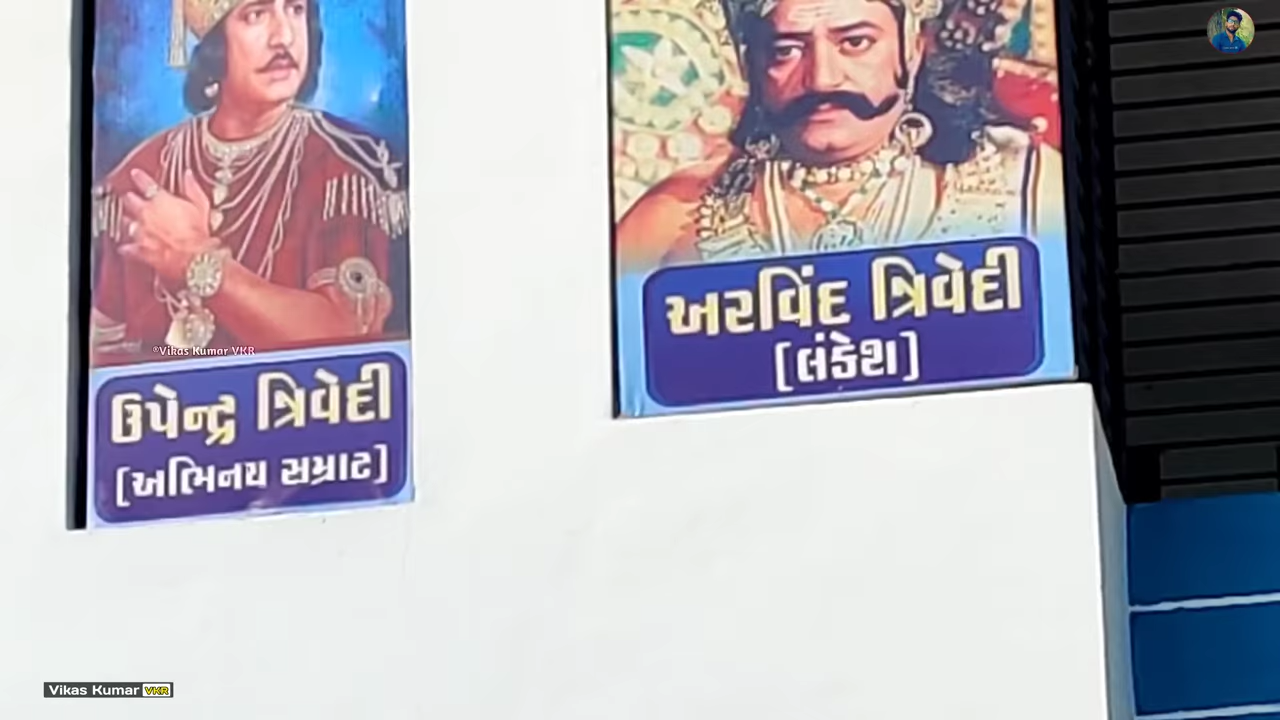 ©Vikas Kumar VKR
ઉપેન્દ્ર ત્રિવેદી
[અભિનય સમ્રાટ]
અરવિંદ ત્રિવેદી
[લંકેશ]
Vikas Kumar VKR